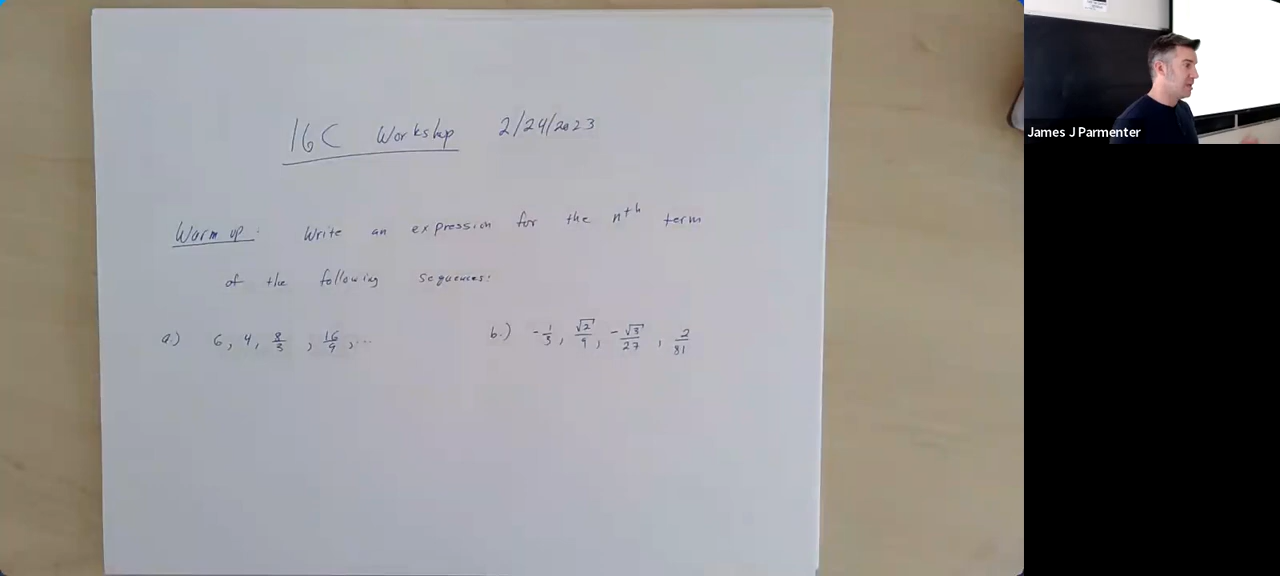 16C Workshop 2/24/2023
Warm up: Write an expression for the nth term
of the following sequences:
a.) 6, 4, 8/3, 16/9, ... b.) -1/3, √2/9, -√3/27, 2/81
James J Parmenter